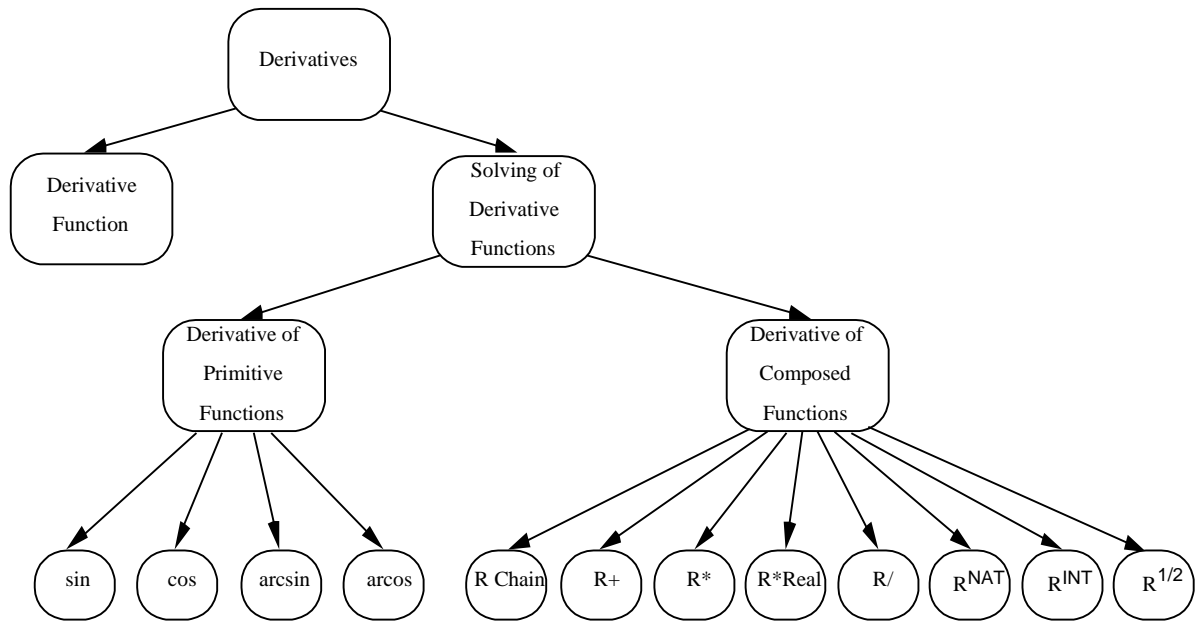 Derivatives
Derivative
Function
Solving of
Derivative
Functions
Derivative of
Primitive
Functions
Derivative of
Composed
Functions
sin
cos
arcsin
arcos
R Chain
R+
R*
R*Real
R/
R^NAT
R^INT
R^1/2